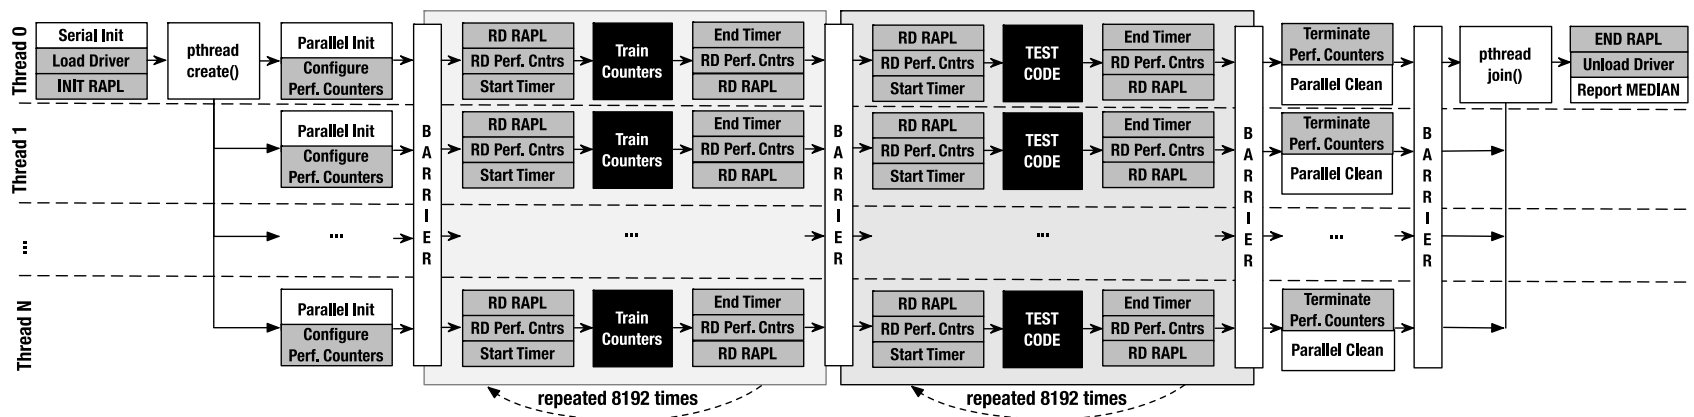 Thread 0
Serial Init
Load Driver
INIT RAPL
pthread
create()
Parallel Init
Configure
Perf. Counters
RD RAPL
RD Perf. Cntrs
Start Timer
Train
Counters
End Timer
RD Perf. Cntrs
RD RAPL
RD RAPL
RD Perf. Cntrs
Start Timer
TEST
CODE
End Timer
RD Perf. Cntrs
RD RAPL
Terminate
Perf. Counters
Parallel Clean
pthread
join()
END RAPL
Unload Driver
Report MEDIAN
Thread 1
Parallel Init
Configure
Perf. Counters
RD RAPL
RD Perf. Cntrs
Start Timer
Train
Counters
End Timer
RD Perf. Cntrs
RD RAPL
RD RAPL
RD Perf. Cntrs
Start Timer
TEST
CODE
End Timer
RD Perf. Cntrs
RD RAPL
Terminate
Perf. Counters
Parallel Clean
BARRIER
BARRIER
BARRIER
BARRIER
...
...
...
...
...
Thread N
Parallel Init
Configure
Perf. Counters
RD RAPL
RD Perf. Cntrs
Start Timer
Train
Counters
End Timer
RD Perf. Cntrs
RD RAPL
RD RAPL
RD Perf. Cntrs
Start Timer
TEST
CODE
End Timer
RD Perf. Cntrs
RD RAPL
Terminate
Perf. Counters
Parallel Clean
repeated 8192 times
repeated 8192 times